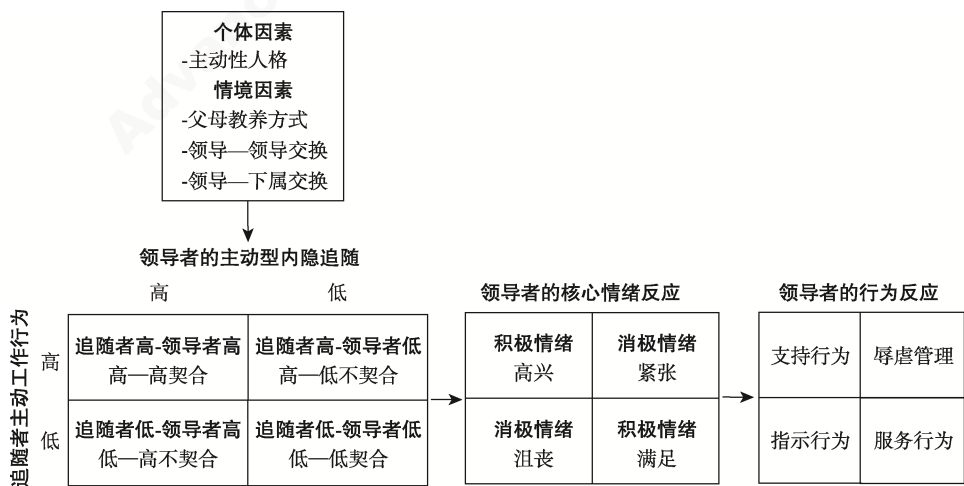 个体因素
-主动性人格
情境因素
-父母教养方式
-领导—领导交换
-领导—下属交换
领导者的主动型内隐追随
高 低
领导者的核心情绪反应
领导者的行为反应
追随者主动工作行为
高
追随者高-领导者高
高—高契合
追随者高-领导者低
高—低不契合
低
追随者低-领导者高
低—高不契合
追随者低-领导者低
低—低契合
积极情绪
高兴
消极情绪
紧张
消极情绪
沮丧
积极情绪
满足
支持行为
辱虐管理
指示行为
服务行为